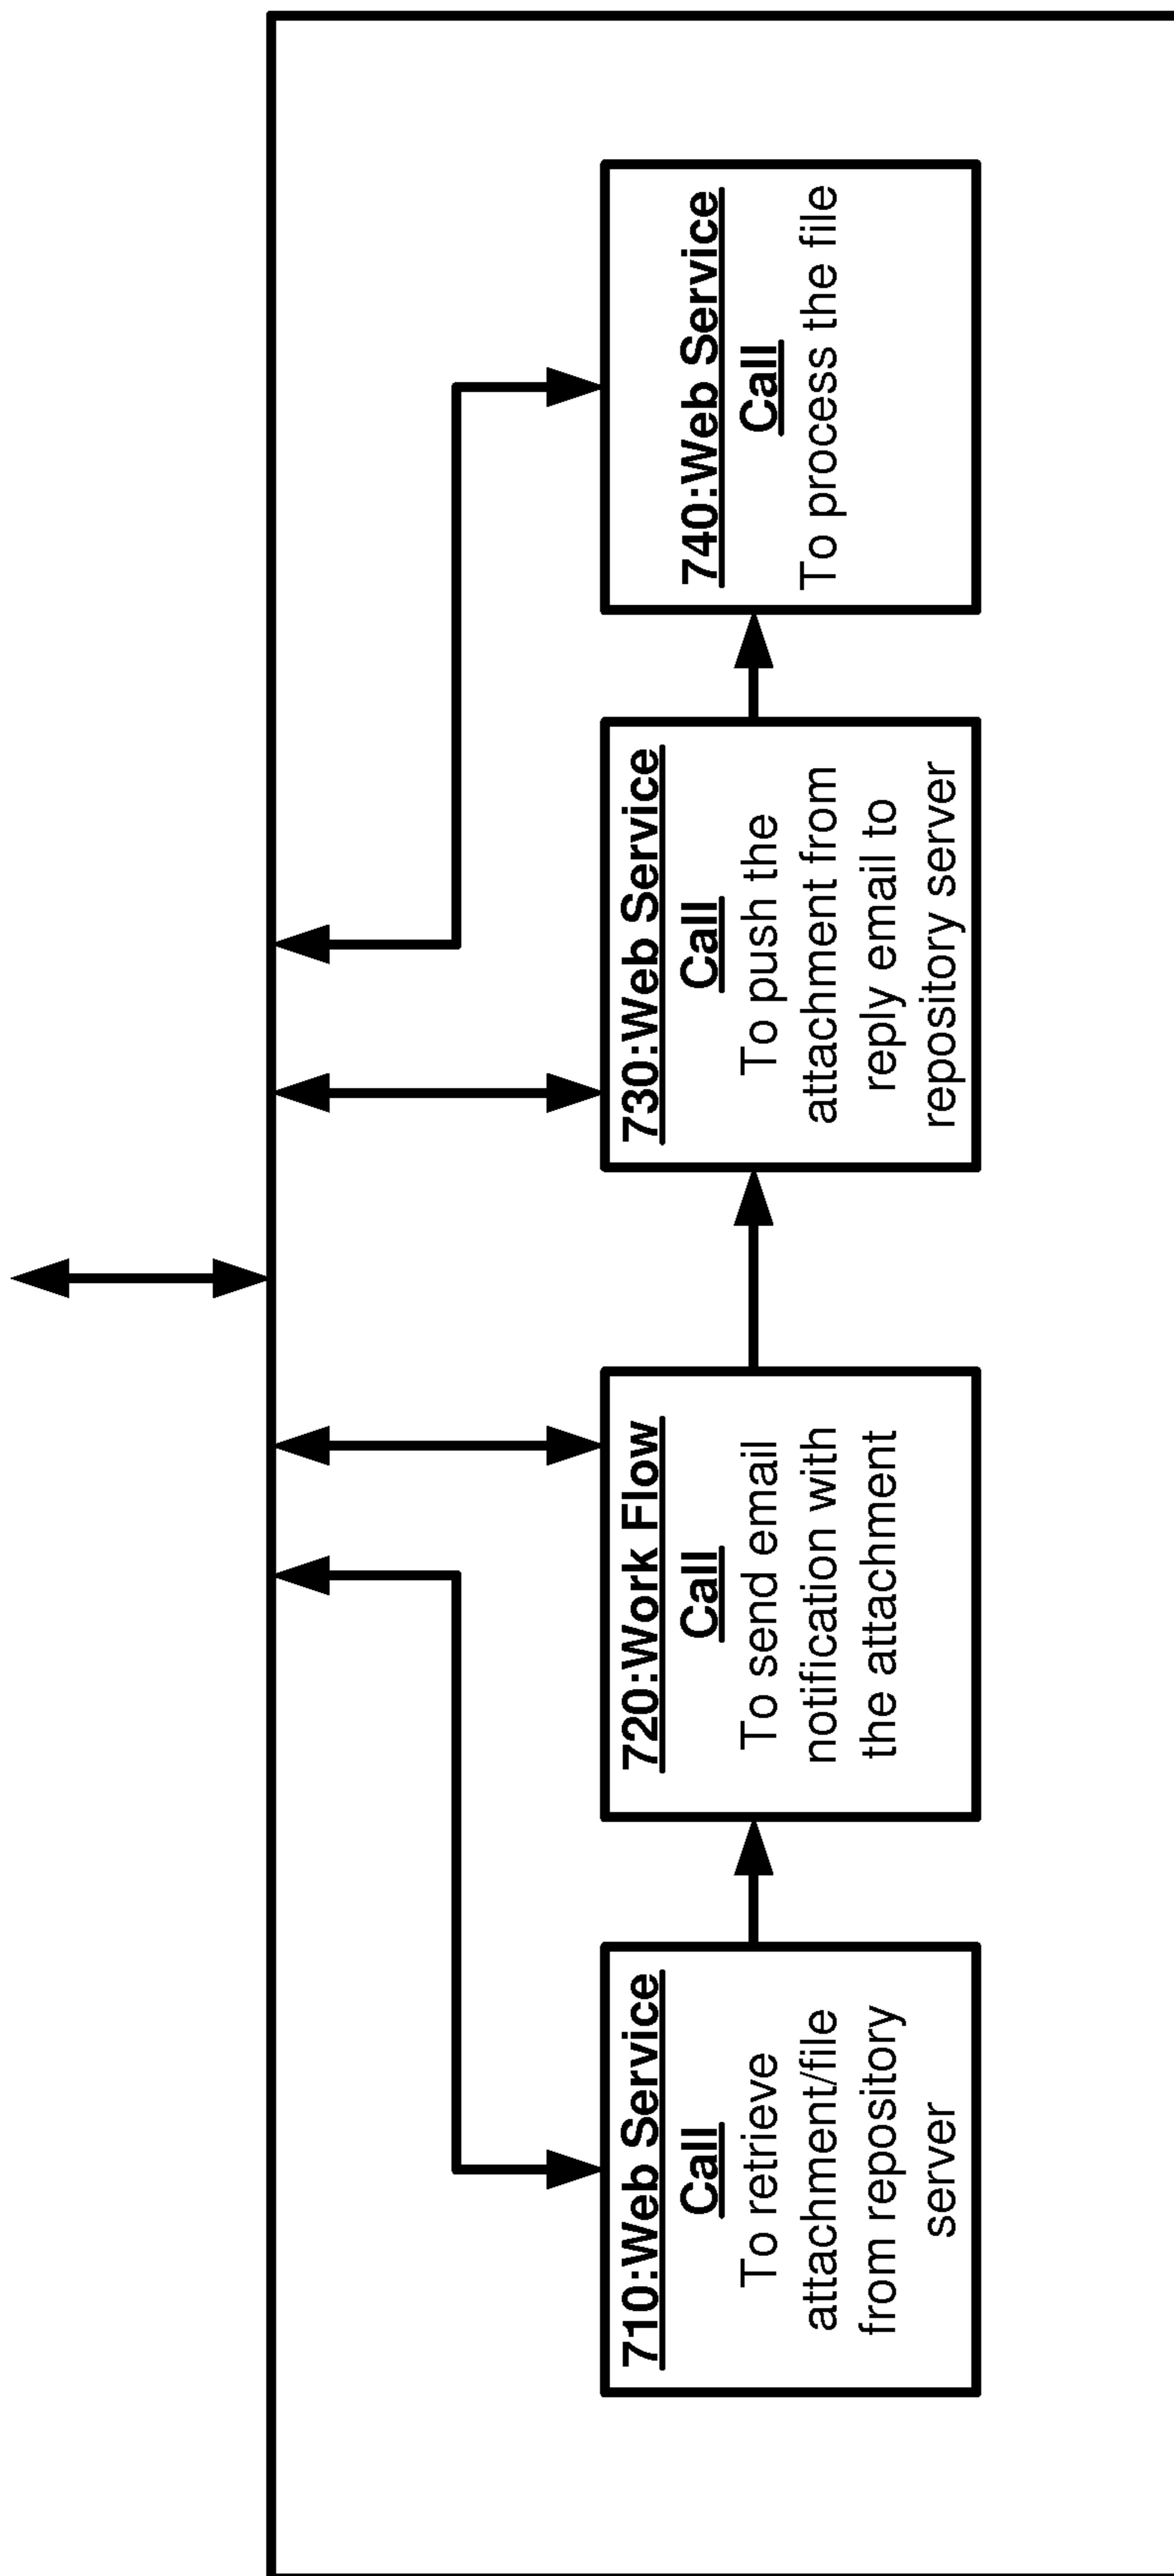 710:Web Service
Call
To retrieve
attachment/file
from repository
server
720:Work Flow
Call
To send email
notification with
the attachment
730:Web Service
Call
To push the
attachment from
reply email to
repository server
740:Web Service
Call
To process the file